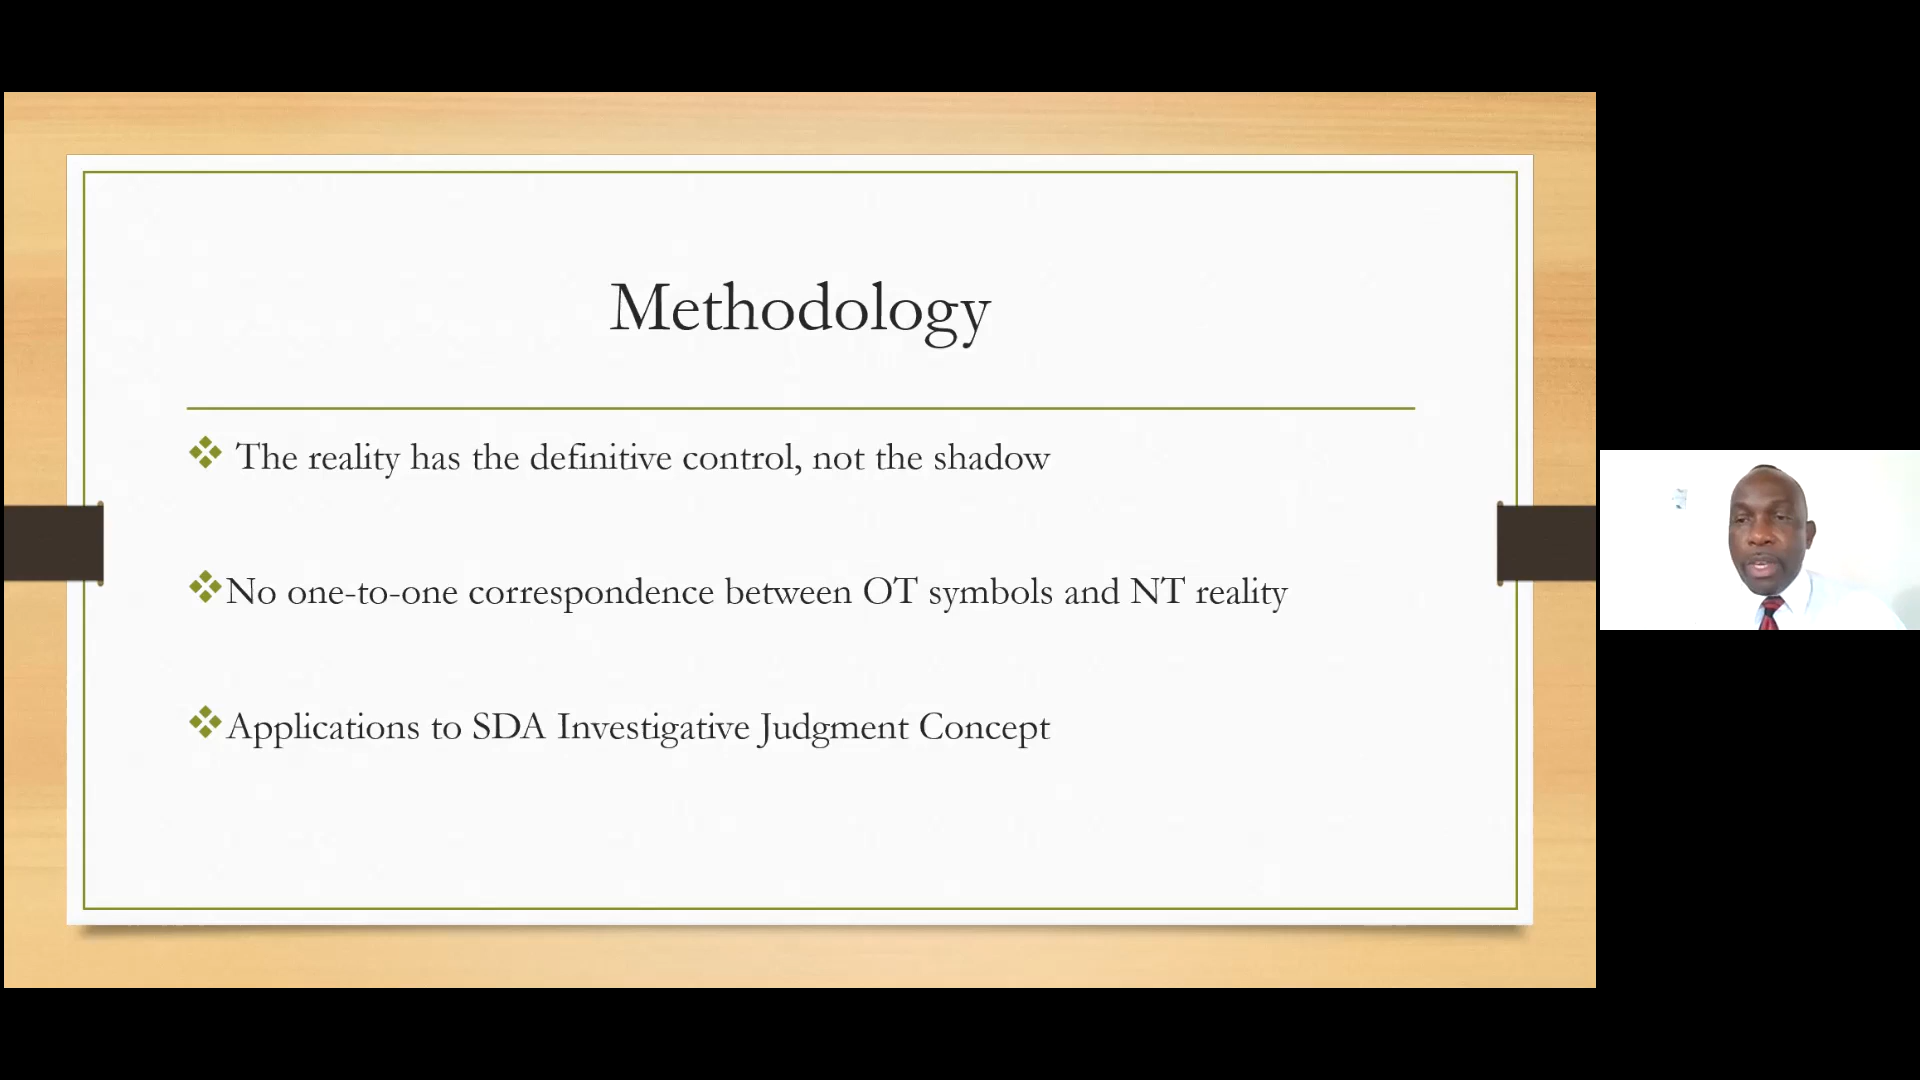 Methodology
The reality has the definitive control, not the shadow
No one-to-one correspondence between OT symbols and NT reality
Applications to SDA Investigative Judgment Concept